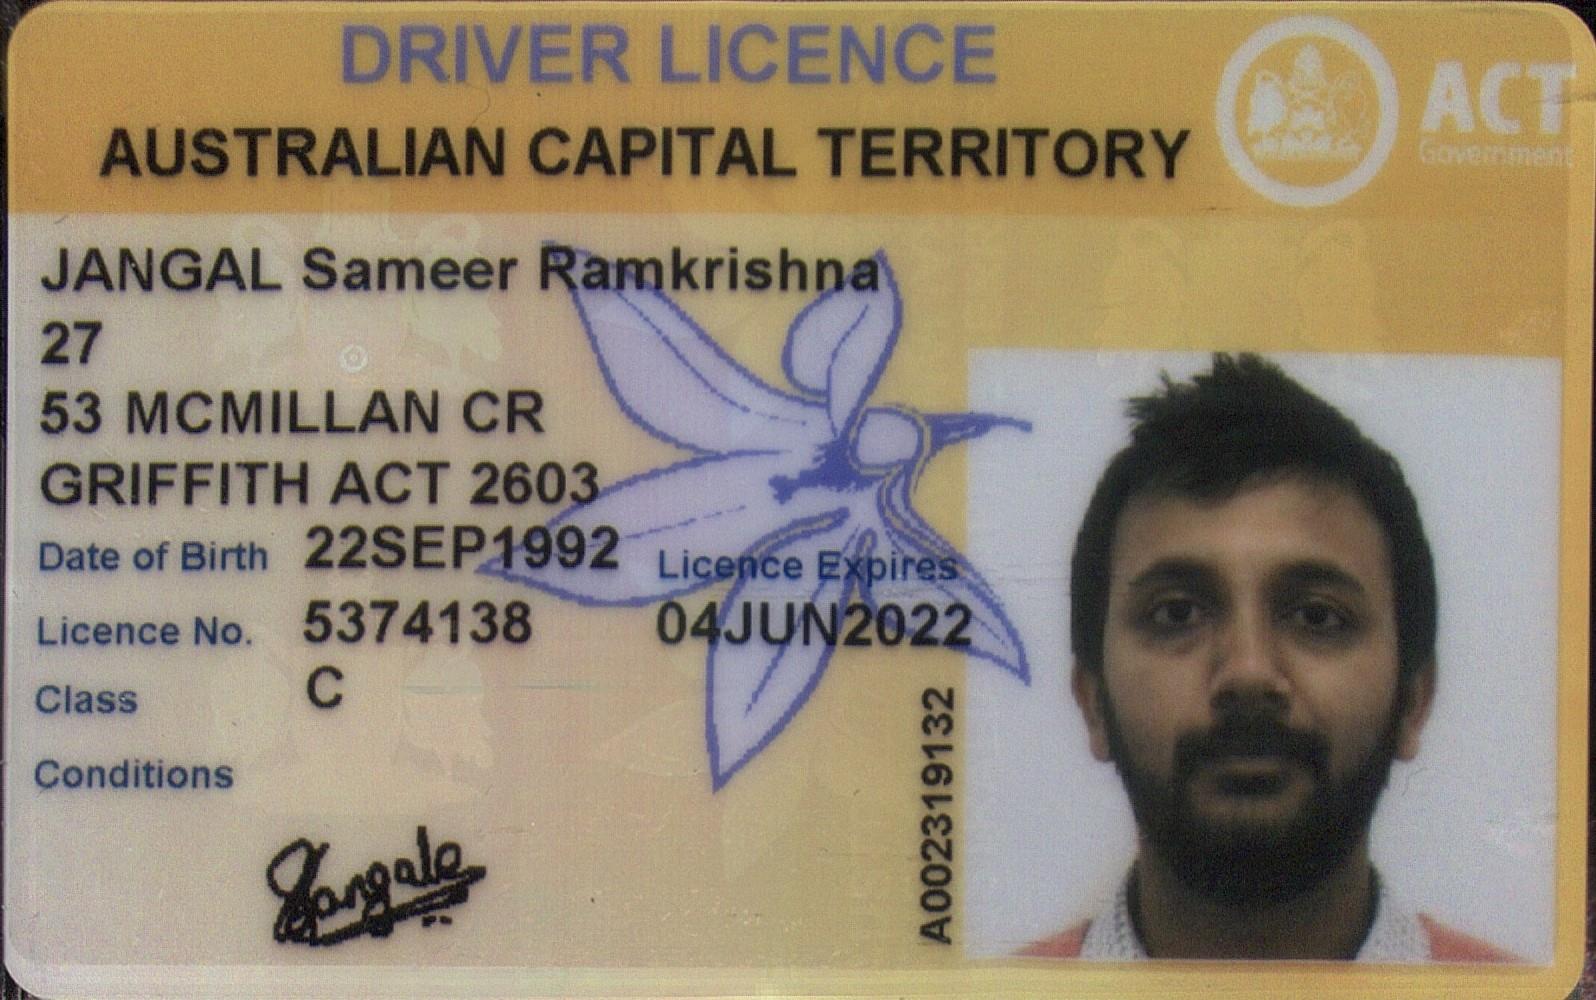 DRIVER LICENCE
AUSTRALIAN CAPITAL TERRITORY
ACT
Government
JANGAL Sameer Ramkrishna
27
53 MCMILLAN CR
GRIFFITH ACT 2603
Date of Birth 22SEP1992
Licence Expires
Licence No. 5374138 04JUN2022
Class C
Conditions
A002319132
Jangale